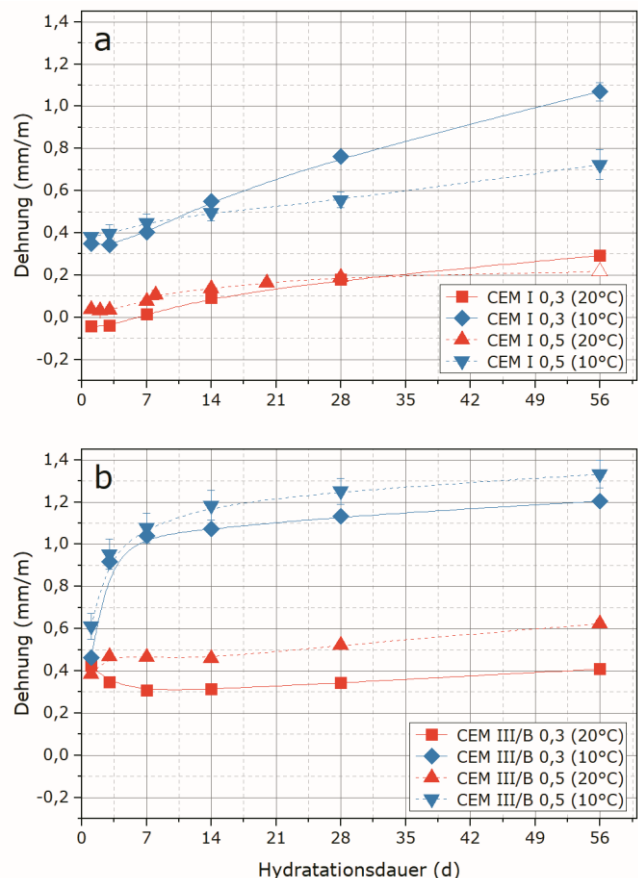 a
1,4
1,2
1,0
0,8
0,6
0,4
0,2
0,0
-0,2
Dehnung (mm/m)
CEM I 0,3 (20°C)
CEM I 0,3 (10°C)
CEM I 0,5 (20°C)
CEM I 0,5 (10°C)
0 7 14 21 28 35 42 49 56
b
1,4
1,2
1,0
0,8
0,6
0,4
0,2
0,0
-0,2
Dehnung (mm/m)
CEM III/B 0,3 (20°C)
CEM III/B 0,3 (10°C)
CEM III/B 0,5 (20°C)
CEM III/B 0,5 (10°C)
0 7 14 21 28 35 42 49 56
Hydratationsdauer (d)